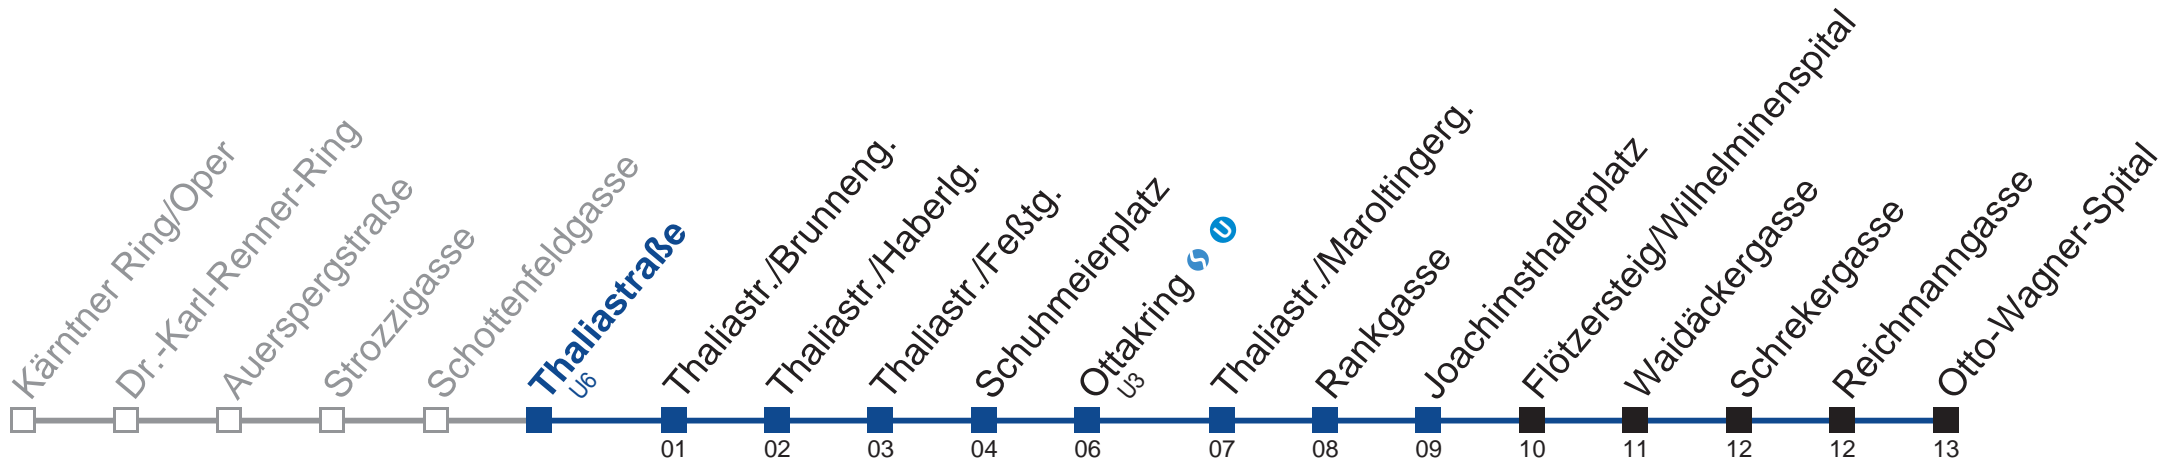 Kärntner Ring/Oper
Dr.-Karl-Renner-Ring
Auerspergstraße
Strozzigasse
Schottenfeldgasse
Thaliastraße
U6
Thaliastr./Brunneng.
Thaliastr./Haberlg.
Thaliastr./Feßtg.
Schuhmeierplatz
Ottakring S U
U3
Thaliastr./Maroltingerg.
Rankgasse
Joachimsthalerplatz
Flötzersteig/Wilhelminenspital
Waidäckergasse
Schrekergasse
Reichmanngasse
Otto-Wagner-Spital
01 02 03 04 06 07 08 09 10 11 12 12 13